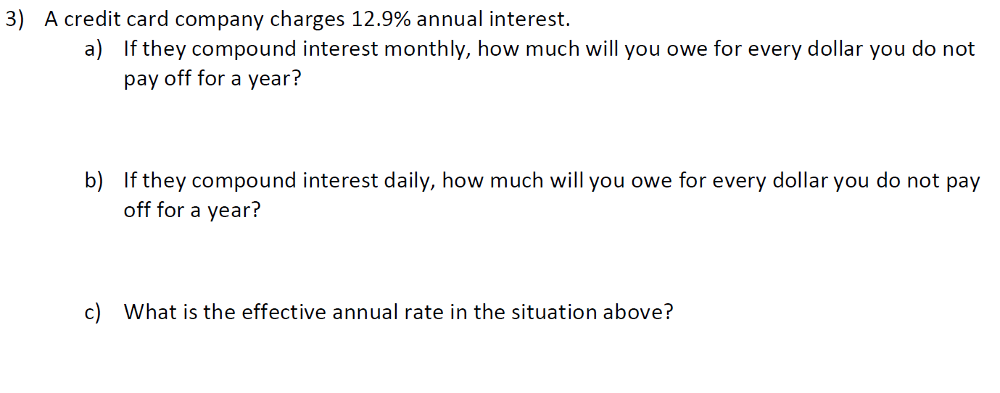 3) A credit card company charges 12.9% annual interest.
a) If they compound interest monthly, how much will you owe for every dollar you do not
pay off for a year?
b) If they compound interest daily, how much will you owe for every dollar you do not pay
off for a year?
c) What is the effective annual rate in the situation above?